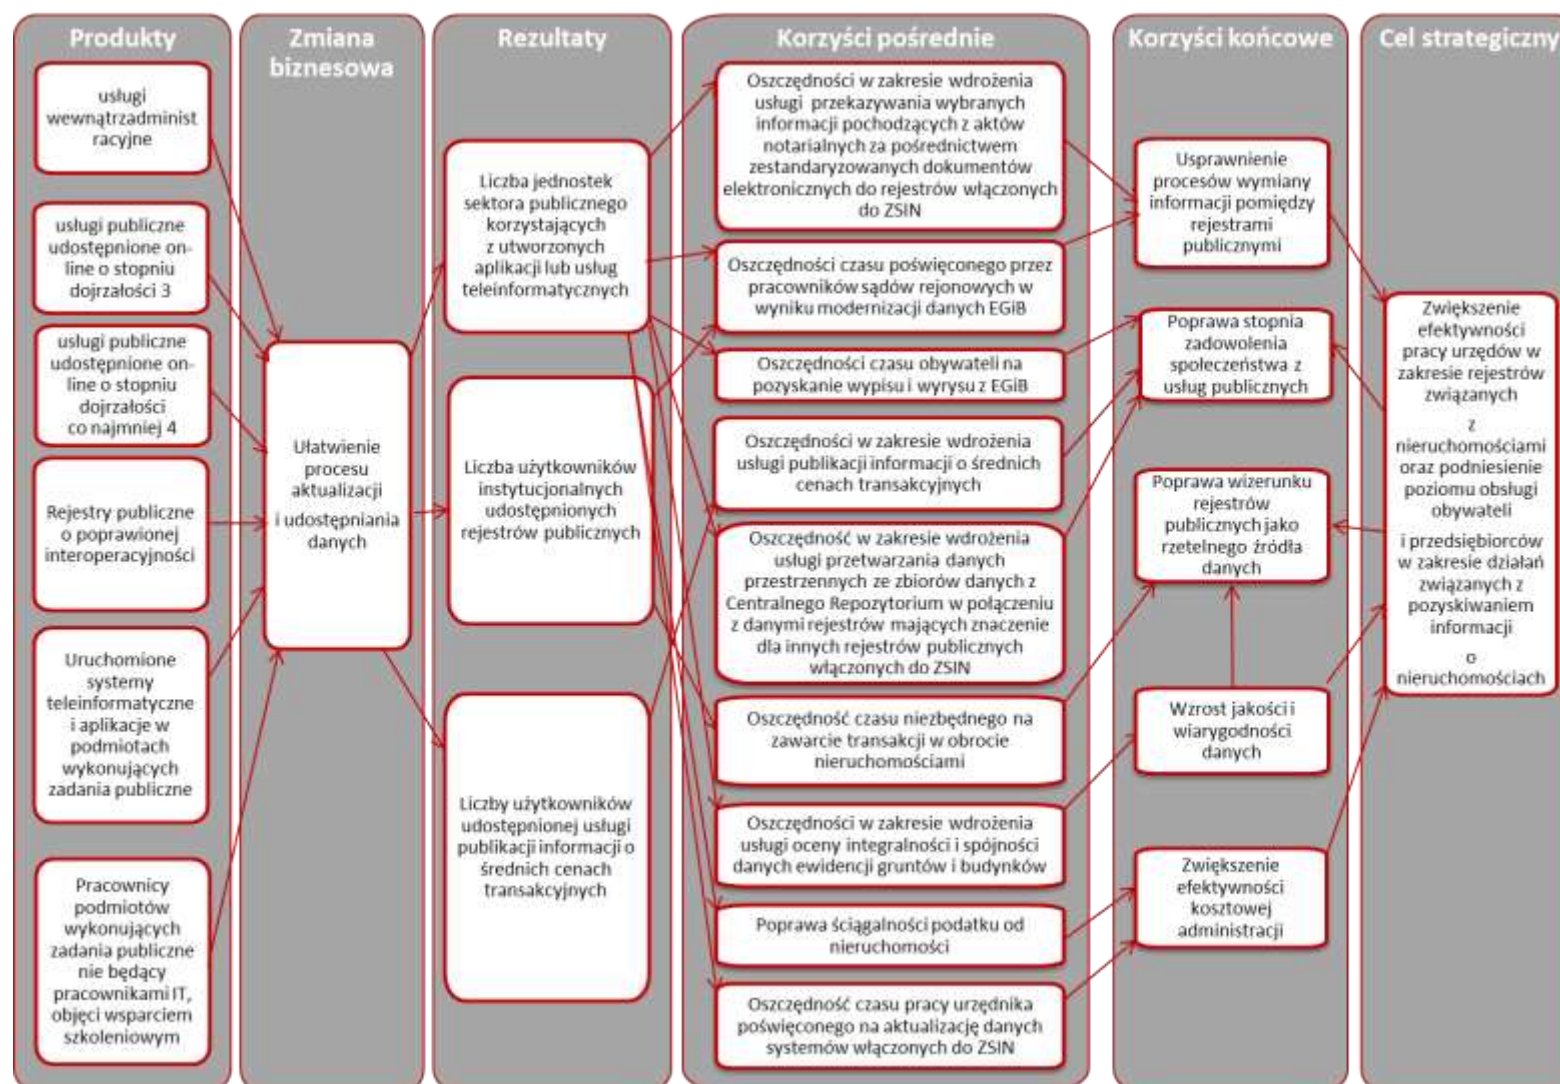 Produkty
usługi
wewnątrzadminist
racyjne
usługi publiczne
udostępnione on-
line o stopniu
dojrzałości 3
usługi publiczne
udostępnione on-
line o stopniu
dojrzałości
co najmniej 4
Rejestry publiczne
o poprawionej
interoperacyjności
Uruchomione
systemy
teleinformatyczne
i aplikacje w
podmiotach
wykonujących
zadania publiczne
Pracownicy
podmiotów
wykonujących
zadania publiczne
nie będący
pracownikami IT,
objęci wsparciem
szkoleniowym
Zmiana
biznesowa
Ułatwienie
procesu
aktualizacji
i udostępniania
danych
Rezultaty
Liczba jednostek
sektora publicznego
korzystających
z utworzonych
aplikacji lub usług
teleinformatycznych
Liczba użytkowników
instytucjonalnych
udostępnionych
rejestrów publicznych
Liczby użytkowników
udostępnionej usługi
publikacji informacji o
średnich cenach
transakcyjnych
Korzyści pośrednie
Oszczędności w zakresie wdrożenia
usługi przekazywania wybranych
informacji pochodzących z aktów
notarialnych za pośrednictwem
zestandaryzowanych dokumentów
elektronicznych do rejestrów włączonych
do ZSIN
Oszczędności czasu poświęconego przez
pracowników sądów rejonowych w
wyniku modernizacji danych EGiB
Oszczędności czasu obywateli na
pozyskanie wypisu i wyrysu z EGiB
Oszczędności w zakresie wdrożenia
usługi publikacji informacji o średnich
cenach transakcyjnych
Oszczędność w zakresie wdrożenia
usługi przetwarzania danych
przestrzennych ze zbiorów danych z
Centralnego Repozytorium w połączeniu
z danymi rejestrów mających znaczenie
dla innych rejestrów publicznych
włączonych do ZSIN
Oszczędność czasu niezbędnego na
zawarcie transakcji w obrocie
nieruchomościami
Oszczędności w zakresie wdrożenia
usługi oceny integralności i spójności
danych ewidencji gruntów i budynków
Poprawa ściągalności podatku od
nieruchomości
Oszczędność czasu pracy urzędnika
poświęconego na aktualizację danych
systemów włączonych do ZSIN
Korzyści końcowe
Usprawnienie
procesów wymiany
informacji pomiędzy
rejestrami
publicznymi
Poprawa stopnia
zadowolenia
społeczeństwa z
usług publicznych
Poprawa wizerunku
rejestrów
publicznych jako
rzetelnego źródła
danych
Wzrost jakości i
wiarygodności
danych
Zwiększenie
efektywności
kosztowej
administracji
Cel strategiczny
Zwiększenie
efektywności
pracy urzędów w
zakresie rejestrów
związanych
z
nieruchomościami
oraz podniesienie
poziomu obsługi
obywateli
i przedsiębiorców
w zakresie działań
związanych z
pozyskiwaniem
informacji
o
nieruchomościach